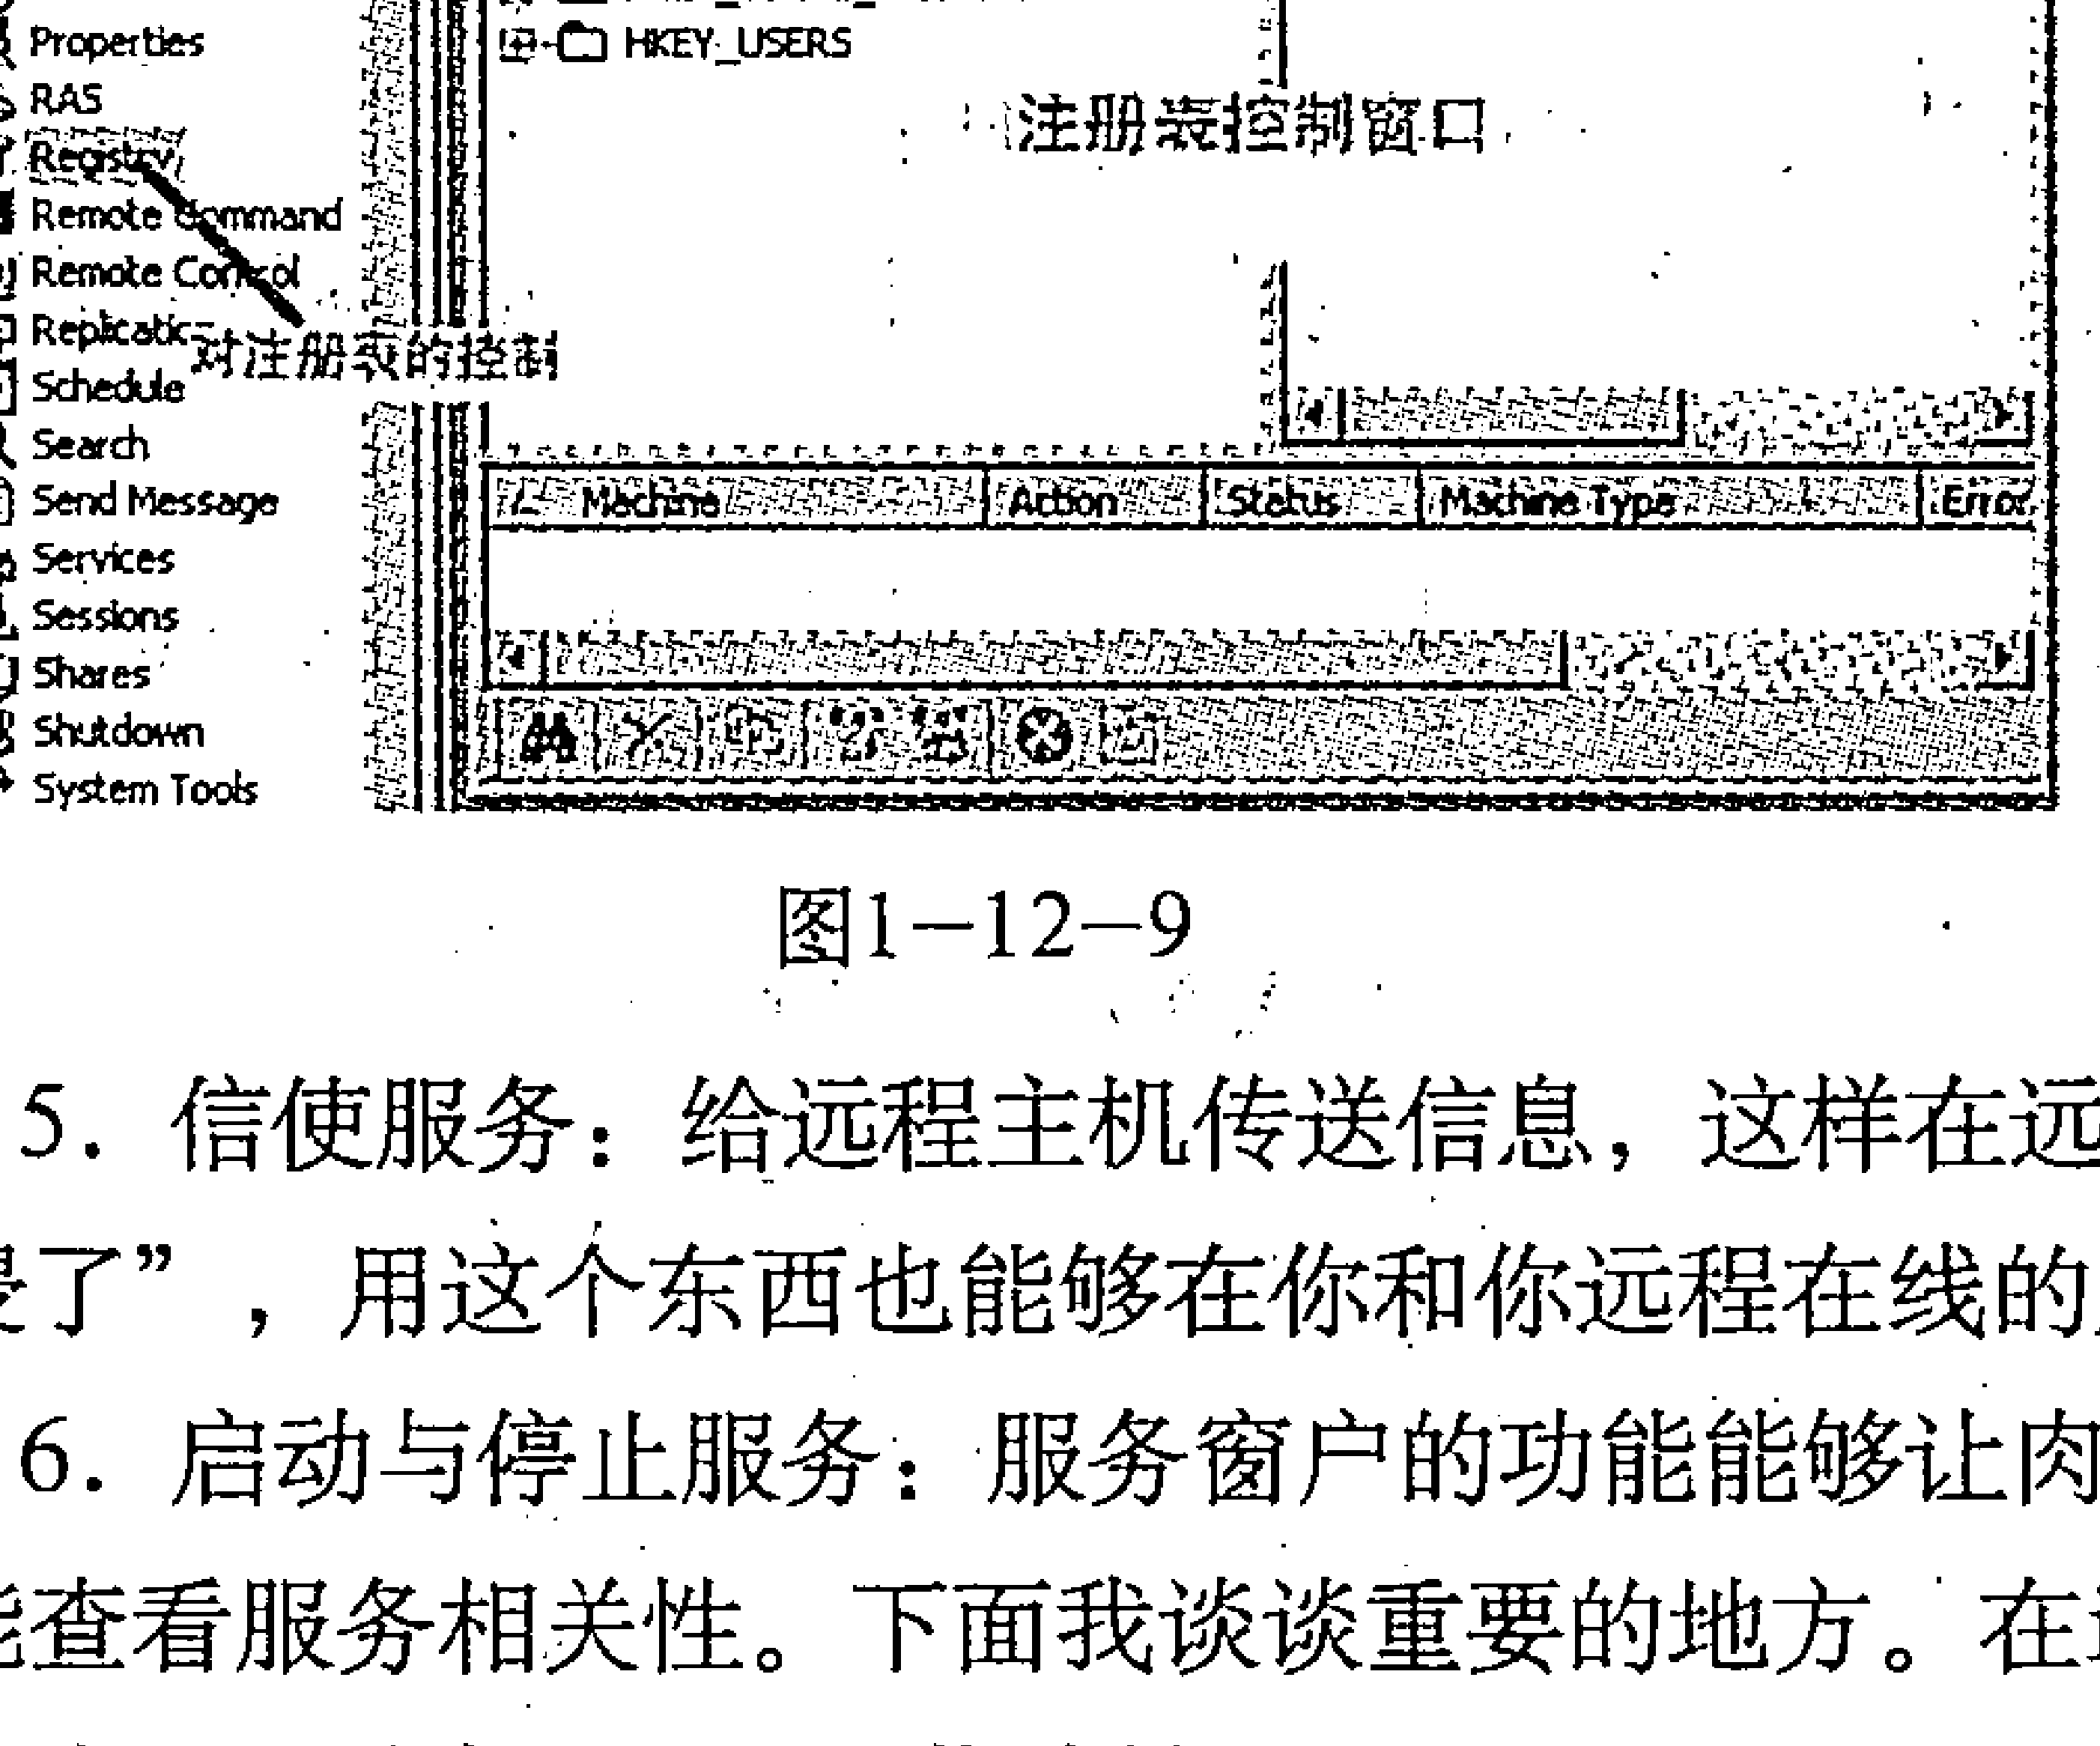 Properties
RAS
Registry
Remote Command
Remote Control
Replicatic
对注册表的控制
Schedule
Search
Send Message
Services
Sessions
Shares
Shutdown
System Tools
HKEY_USERS
注册表控制窗口
Machine Action Status Machine Type Error
图1-12-9
5. 信使服务：给远程主机传送信息，这样在远
了”，用这个东西也能够在你和你远程在线的
6. 启动与停止服务：服务窗户的功能能够让肉
能查看服务相关性。下面我谈谈重要的地方。在